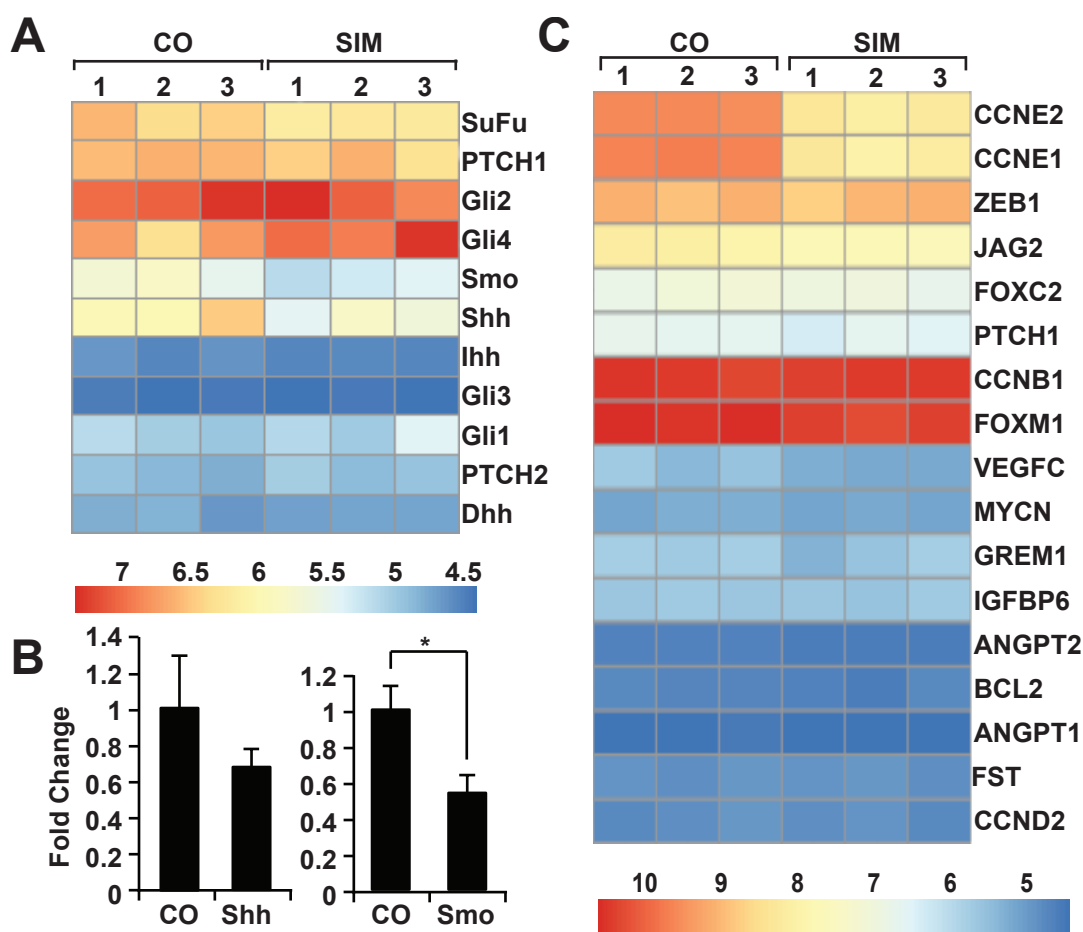 A
CO SIM
1 2 3 1 2 3
SuFu
PTCH1
Gli2
Gli4
Smo
Shh
Ihh
Gli3
Gli1
PTCH2
Dhh
7 6.5 6 5.5 5 4.5
B
Fold Change
1.4
1.2
1
0.8
0.6
0.4
0.2
0
CO Shh
*
1.2
1
0.8
0.6
0.4
0.2
0
CO Smo
C
CO SIM
1 2 3 1 2 3
CCNE2
CCNE1
ZEB1
JAG2
FOXC2
PTCH1
CCNB1
FOXM1
VEGFC
MYCN
GREM1
IGFBP6
ANGPT2
BCL2
ANGPT1
FST
CCND2
10 9 8 7 6 5